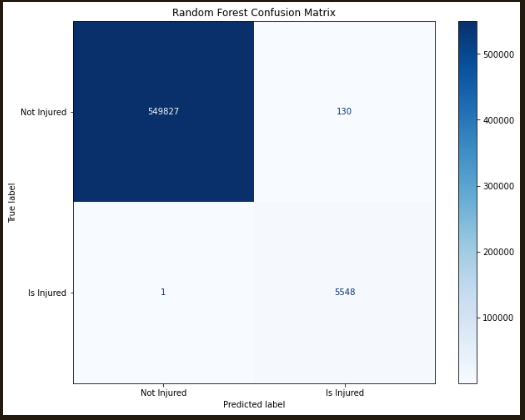 Random Forest Confusion Matrix
Not Injured
549827
130
Is Injured
1
5548
True label
Not Injured
Is Injured
Predicted label
500000
400000
300000
200000
100000